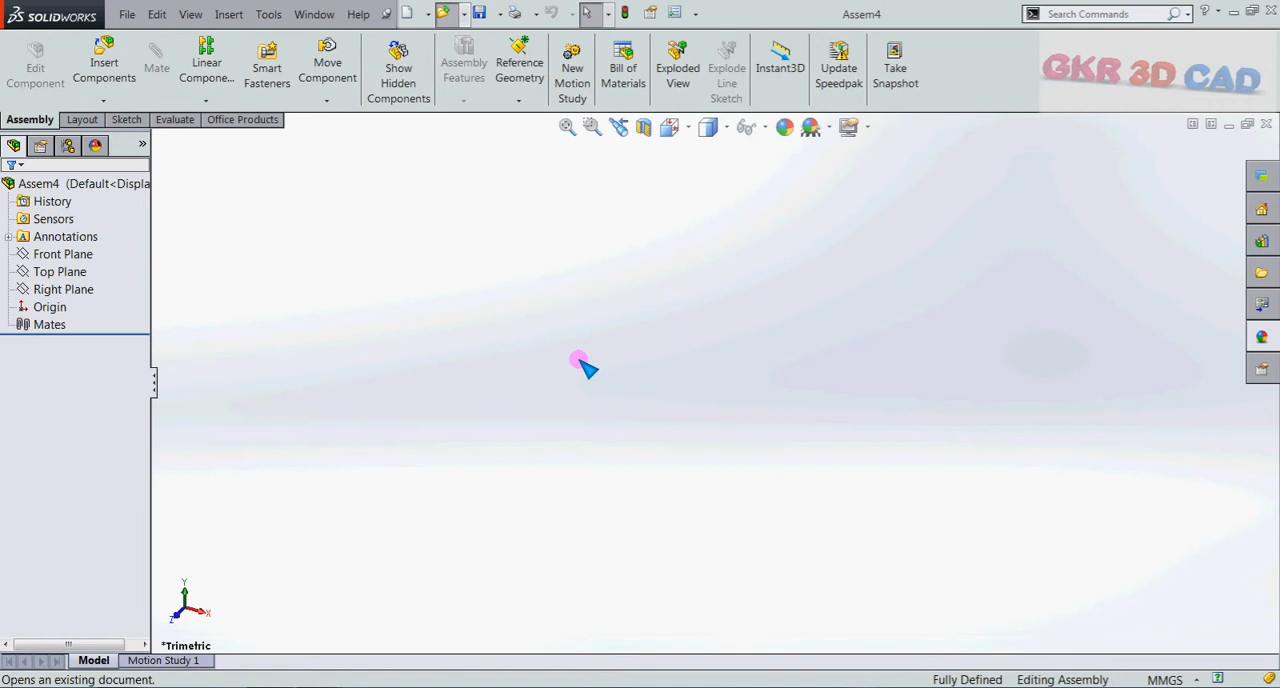 SOLIDWORKS File Edit View Insert Tools Window Help Assem4 Search Commands
Edit Component Insert Components Mate Linear Compone... Smart Fasteners Move Component Show Hidden Components Assembly Features Reference Geometry New Motion Study Bill of Materials Exploded View Explode Line Sketch Instant3D Update Speedpak Take Snapshot GKR 3D CAD
Assembly Layout Sketch Evaluate Office Products
Assem4 (Default<Displa
History
Sensors
Annotations
Front Plane
Top Plane
Right Plane
Origin
Mates
Y
X
Z
*Trimetric
Model Motion Study 1
Opens an existing document. Fully Defined Editing Assembly MMGS